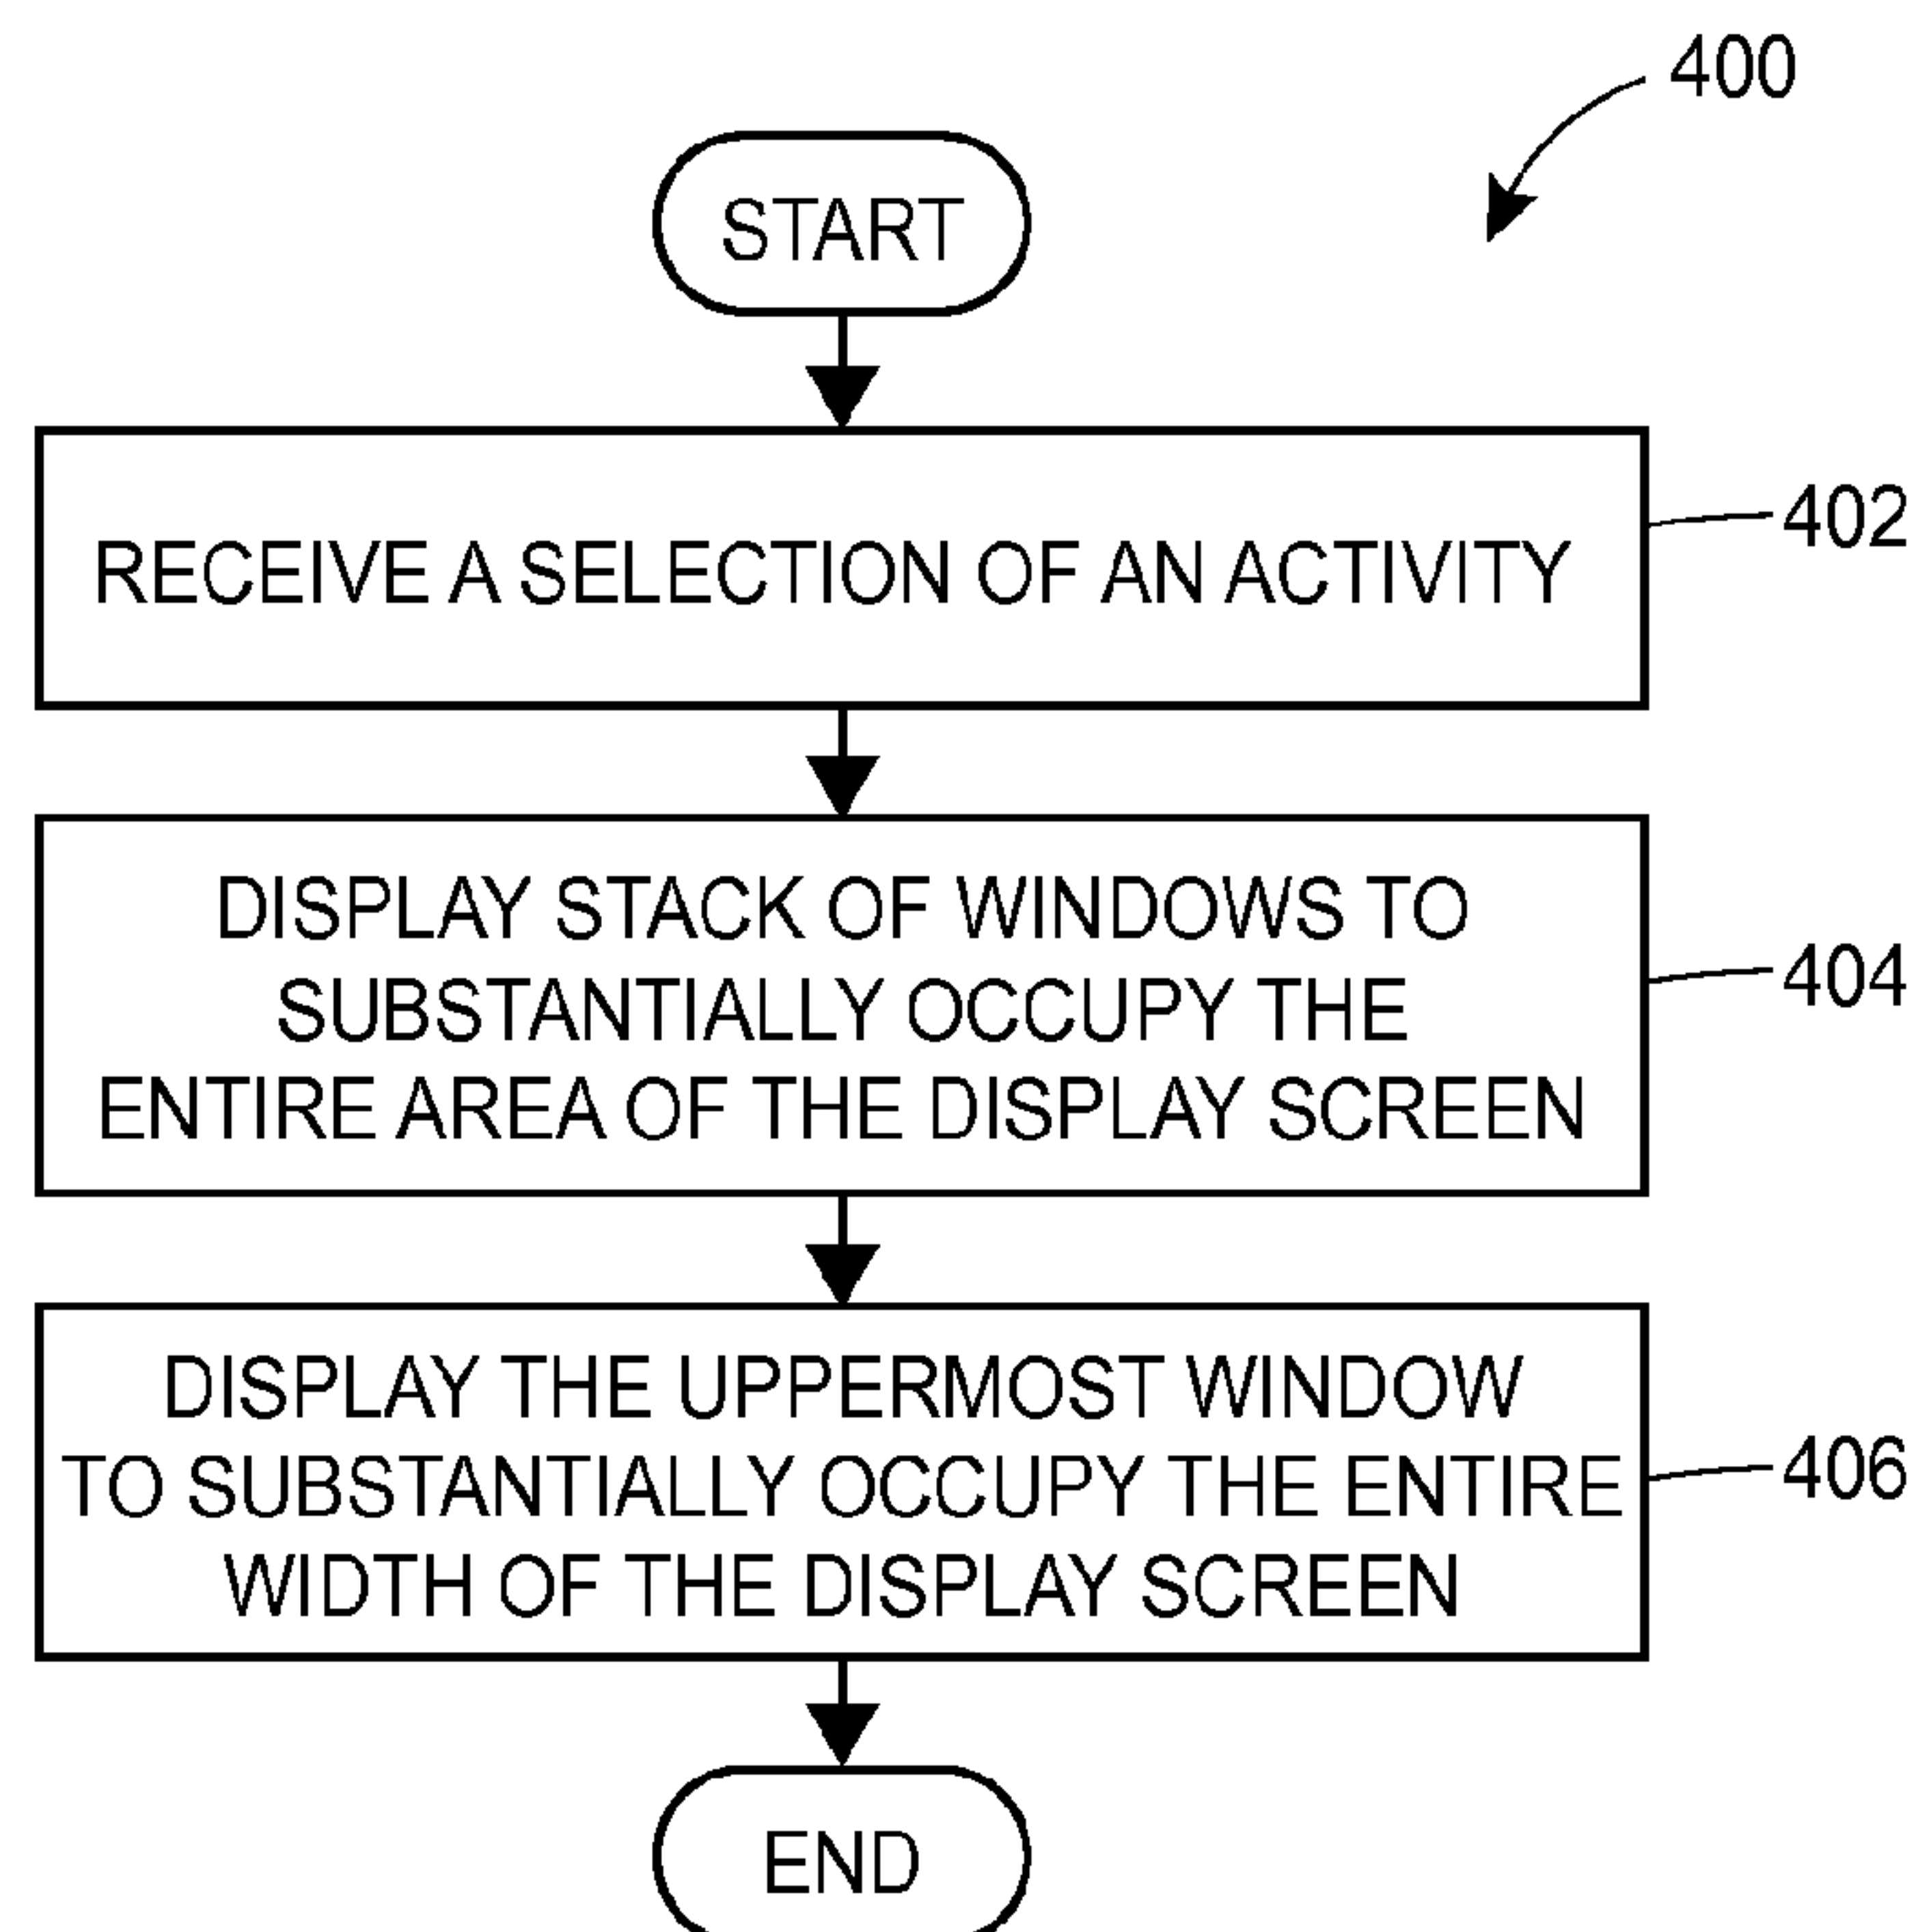 400
START
RECEIVE A SELECTION OF AN ACTIVITY
402
DISPLAY STACK OF WINDOWS TO
SUBSTANTIALLY OCCUPY THE
ENTIRE AREA OF THE DISPLAY SCREEN
404
DISPLAY THE UPPERMOST WINDOW
TO SUBSTANTIALLY OCCUPY THE ENTIRE
WIDTH OF THE DISPLAY SCREEN
406
END